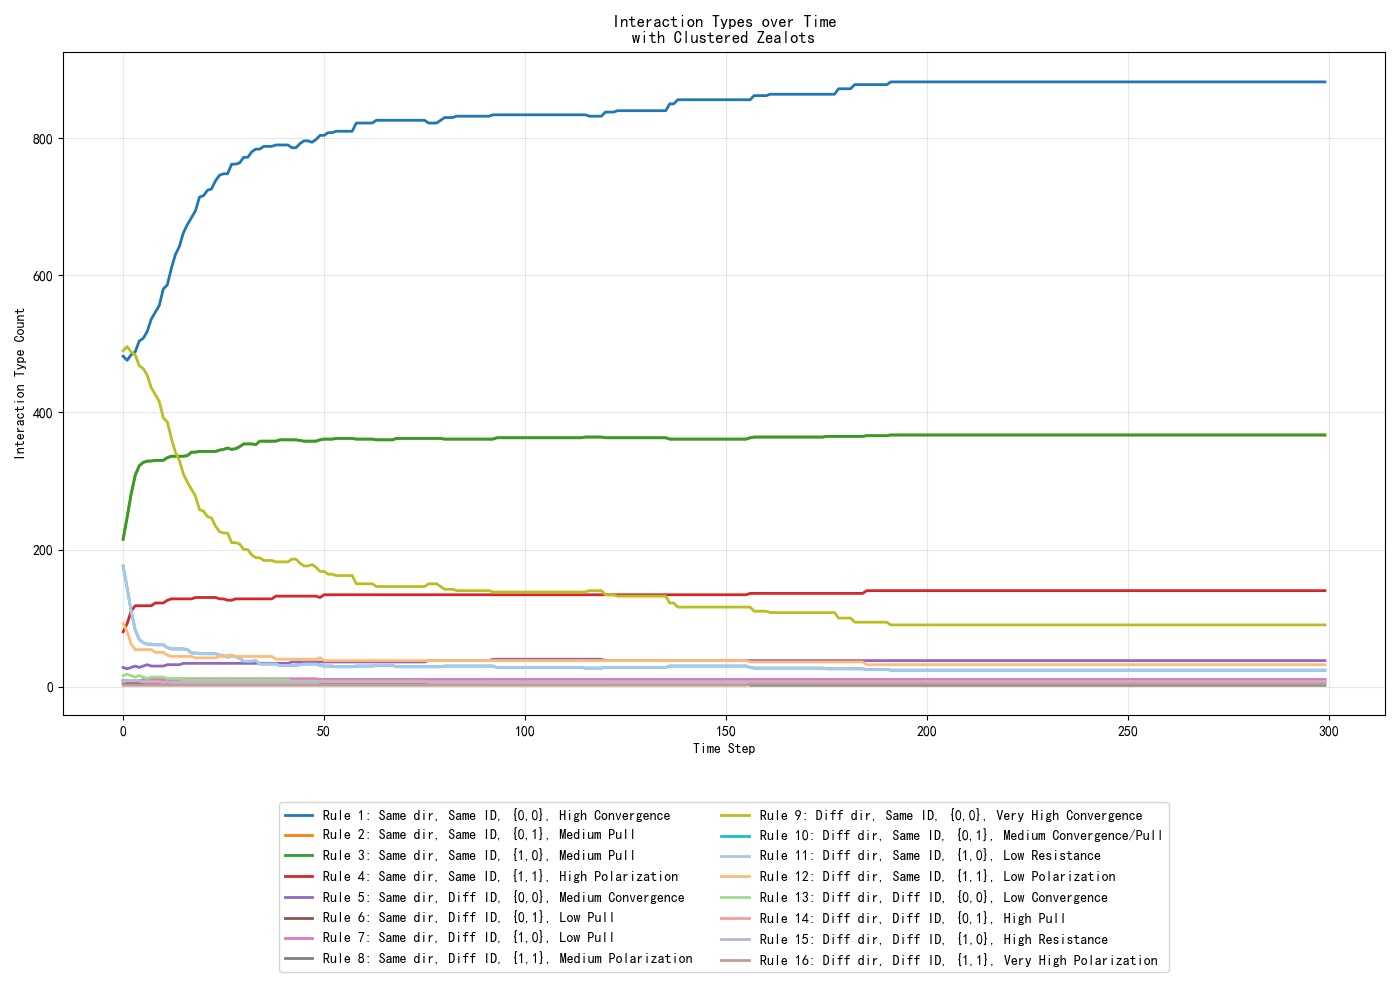 Interaction Types over Time
with Clustered Zealots
Interaction Type Count
800
600
400
200
0
0
50
100
150
200
250
300
Time Step
Rule 1: Same dir, Same ID, {0,0}, High Convergence
Rule 2: Same dir, Same ID, {0,1}, Medium Pull
Rule 3: Same dir, Same ID, {1,0}, Medium Pull
Rule 4: Same dir, Same ID, {1,1}, High Polarization
Rule 5: Same dir, Diff ID, {0,0}, Medium Convergence
Rule 6: Same dir, Diff ID, {0,1}, Low Pull
Rule 7: Same dir, Diff ID, {1,0}, Low Pull
Rule 8: Same dir, Diff ID, {1,1}, Medium Polarization
Rule 9: Diff dir, Same ID, {0,0}, Very High Convergence
Rule 10: Diff dir, Same ID, {0,1}, Medium Convergence/Pull
Rule 11: Diff dir, Same ID, {1,0}, Low Resistance
Rule 12: Diff dir, Same ID, {1,1}, Low Polarization
Rule 13: Diff dir, Diff ID, {0,0}, Low Convergence
Rule 14: Diff dir, Diff ID, {0,1}, High Pull
Rule 15: Diff dir, Diff ID, {1,0}, High Resistance
Rule 16: Diff dir, Diff ID, {1,1}, Very High Polarization